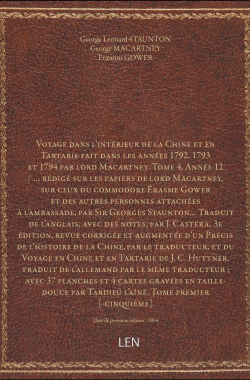 George Leonard STAUNTON
George MACARTNEY
Erasmus GOWER
Voyage dans l'intérieur de la Chine et en
Tartarie fait dans les années 1792, 1793
et 1794 par lord Macartney. Tome 4, Année 12
/ ... rédigé sur les papiers de lord Macartney,
sur ceux du commodore Erasme Gower
et des autres personnes attachées
à l'ambassade, par Sir Georges Staunton... Traduit
de l'anglais, avec des notes, par J. Castéra. 3e
édition, revue corrigée et augmentée d'un Précis
de l'histoire de la Chine, par le traducteur, et du
Voyage en Chine et en Tartarie de J. C. Huttner,
traduit de l'allemand par le même traducteur ;
avec 37 planches et 4 cartes gravées en taille-
douce par Tardieu l'aîné, Tome premier
[-cinquième]
Date de première édition : 1804
LEN